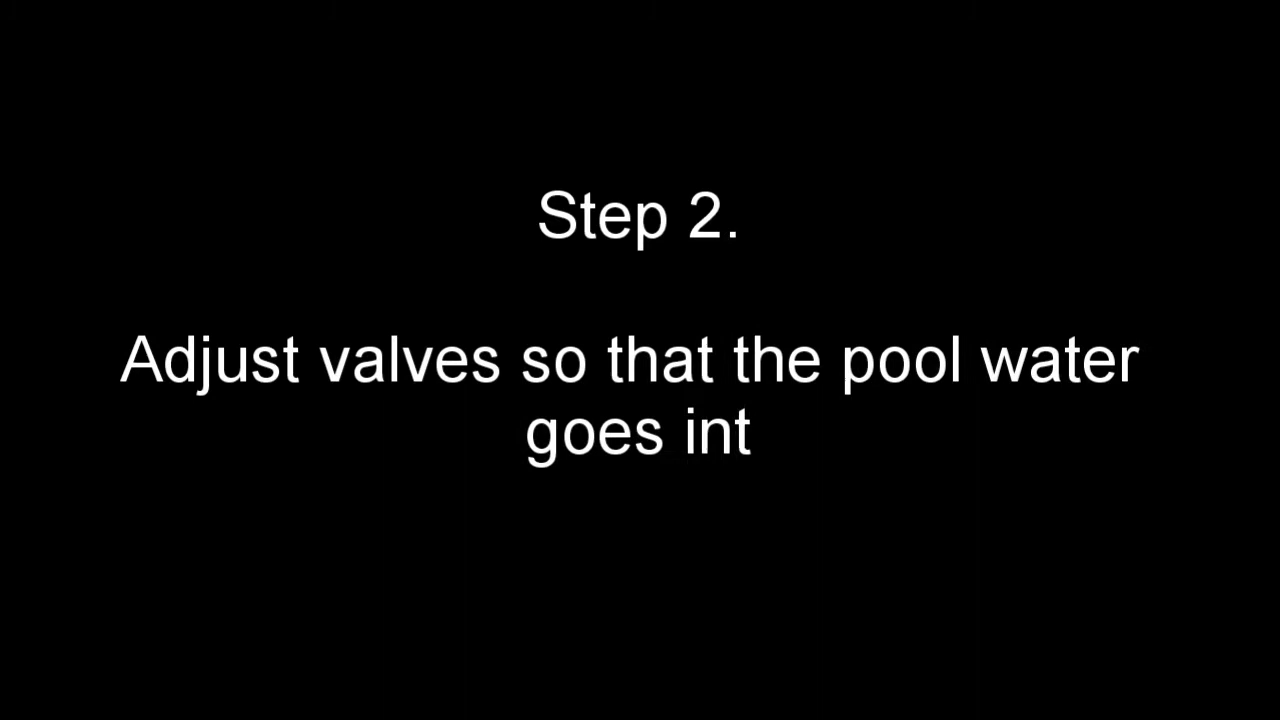 Step 2.
Adjust valves so that the pool water
goes int